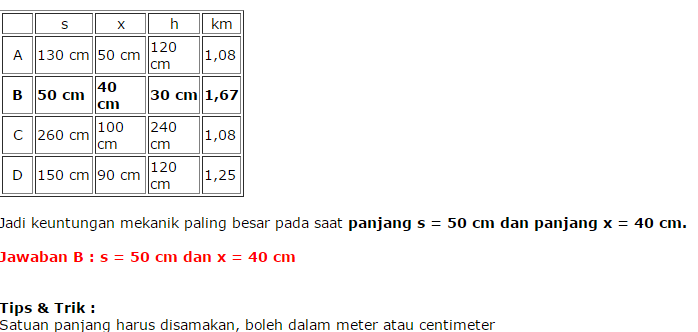 s x h km
A 130 cm 50 cm 120 cm 1,08
B 50 cm 40 cm 30 cm 1,67
C 260 cm 100 cm 240 cm 1,08
D 150 cm 90 cm 120 cm 1,25
Jadi keuntungan mekanik paling besar pada saat panjang s = 50 cm dan panjang x = 40 cm.
Jawaban B : s = 50 cm dan x = 40 cm
Tips & Trik :
Satuan panjang harus disamakan, boleh dalam meter atau centimeter